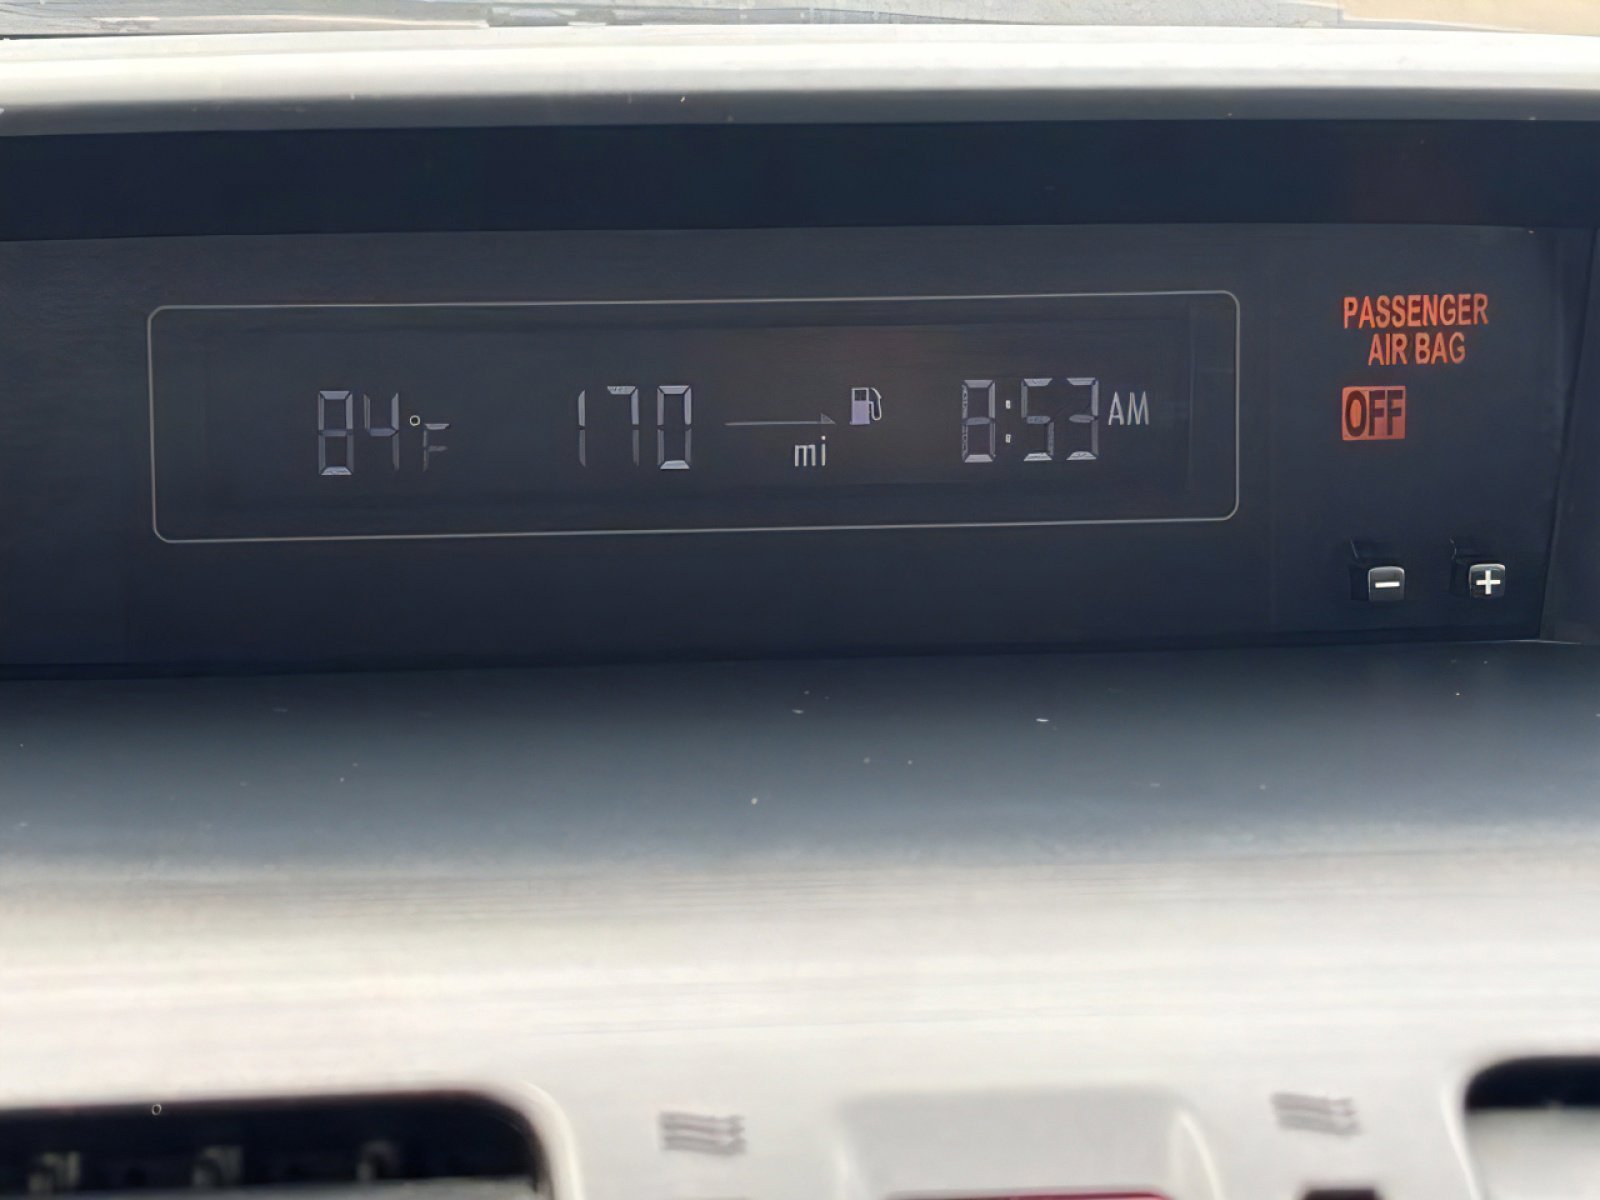 84°F 170 mi 8:53 AM
PASSENGER
AIR BAG
OFF
- +